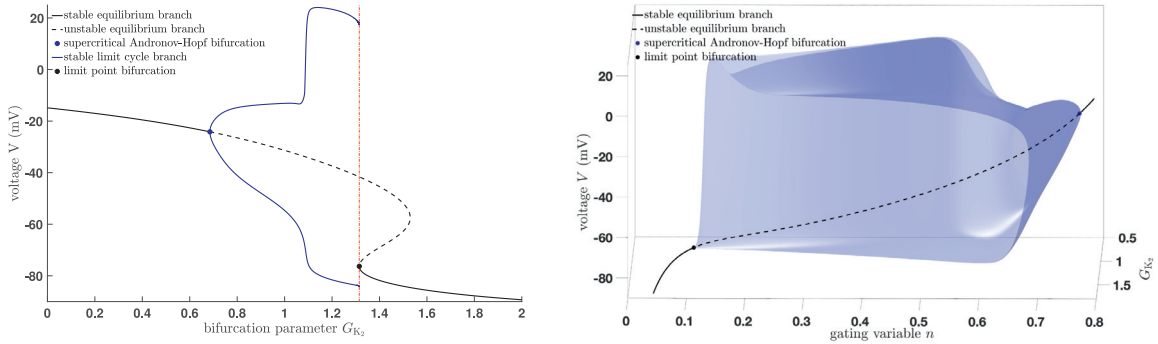 stable equilibrium branch
unstable equilibrium branch
supercritical Andronov-Hopf bifurcation
stable limit cycle branch
limit point bifurcation
voltage V (mV)
20
0
-20
-40
-60
-80
0 0.2 0.4 0.6 0.8 1 1.2 1.4 1.6 1.8 2
bifurcation parameter G_K₂
stable equilibrium branch
unstable equilibrium branch
supercritical Andronov-Hopf bifurcation
limit point bifurcation
voltage V (mV)
20
0
-20
-40
-60
-80
0 0.1 0.2 0.3 0.4 0.5 0.6 0.7 0.8
gating variable n
0.5
1
1.5
G_K₂